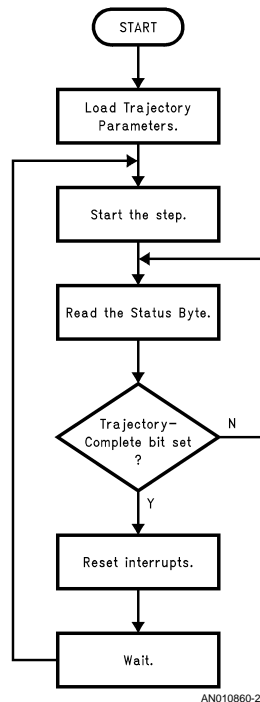 START
Load Trajectory
Parameters.
Start the step.
Read the Status Byte.
Trajectory–
Complete bit set
?
N
Y
Reset interrupts.
Wait.
AN010860-2